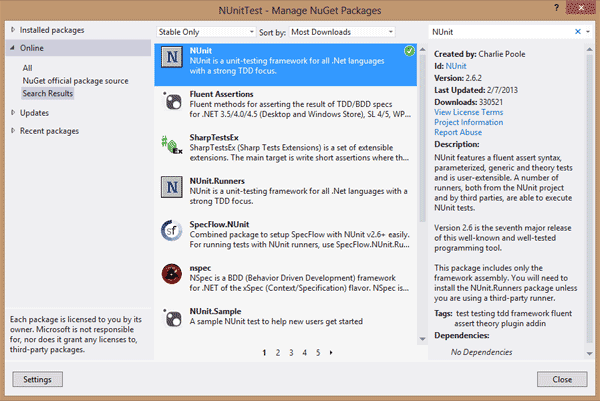 NUnitTest - Manage NuGet Packages
Installed packages
Online
All
NuGet official package source
Search Results
Updates
Recent packages
Each package is licensed to you by its
owner. Microsoft is not responsible
for, nor does it grant any licenses to,
third-party packages.
Settings
Stable Only
Sort by: Most Downloads
NUnit
NUnit is a unit-testing framework for all .Net languages
with a strong TDD focus.
Fluent Assertions
Fluent methods for asserting the result of TDD/BDD specs
for .NET 3.5/4.0/4.5 (Desktop and Windows Store), SL 4/5, WP...
SharpTestsEx
SharpTestsEx (Sharp Tests Extensions) is a set of extensible
extensions. The main target is write short assertions where th...
NUnit.Runners
NUnit is a unit-testing framework for all .Net languages with a
strong TDD focus.
SpecFlow.NUnit
Combined package to setup SpecFlow with NUnit v2.6+ easily.
For running tests with NUnit runners, use SpecFlow.NUnit.Ru...
nspec
NSpec is a BDD (Behavior Driven Development) framework
for .NET of the xSpec (Context/Specification) flavor. NSpec is...
NUnit.Sample
A sample NUnit test to help new users get started
1 2 3 4 5
NUnit
Created by: Charlie Poole
Id: NUnit
Version: 2.6.2
Last Updated: 2/7/2013
Downloads: 330521
View License Terms
Project Information
Report Abuse
Description:
NUnit features a fluent assert syntax,
parameterized, generic and theory tests
and is user-extensible. A number of
runners, both from the NUnit project
and by third parties, are able to execute
NUnit tests.
Version 2.6 is the seventh major release
of this well-known and well-tested
programming tool.
This package includes only the
framework assembly. You will need to
install the NUnit.Runners package unless
you are using a third-party runner.
Tags: test testing tdd framework fluent
assert theory plugin addin
Dependencies:
No Dependencies
Close